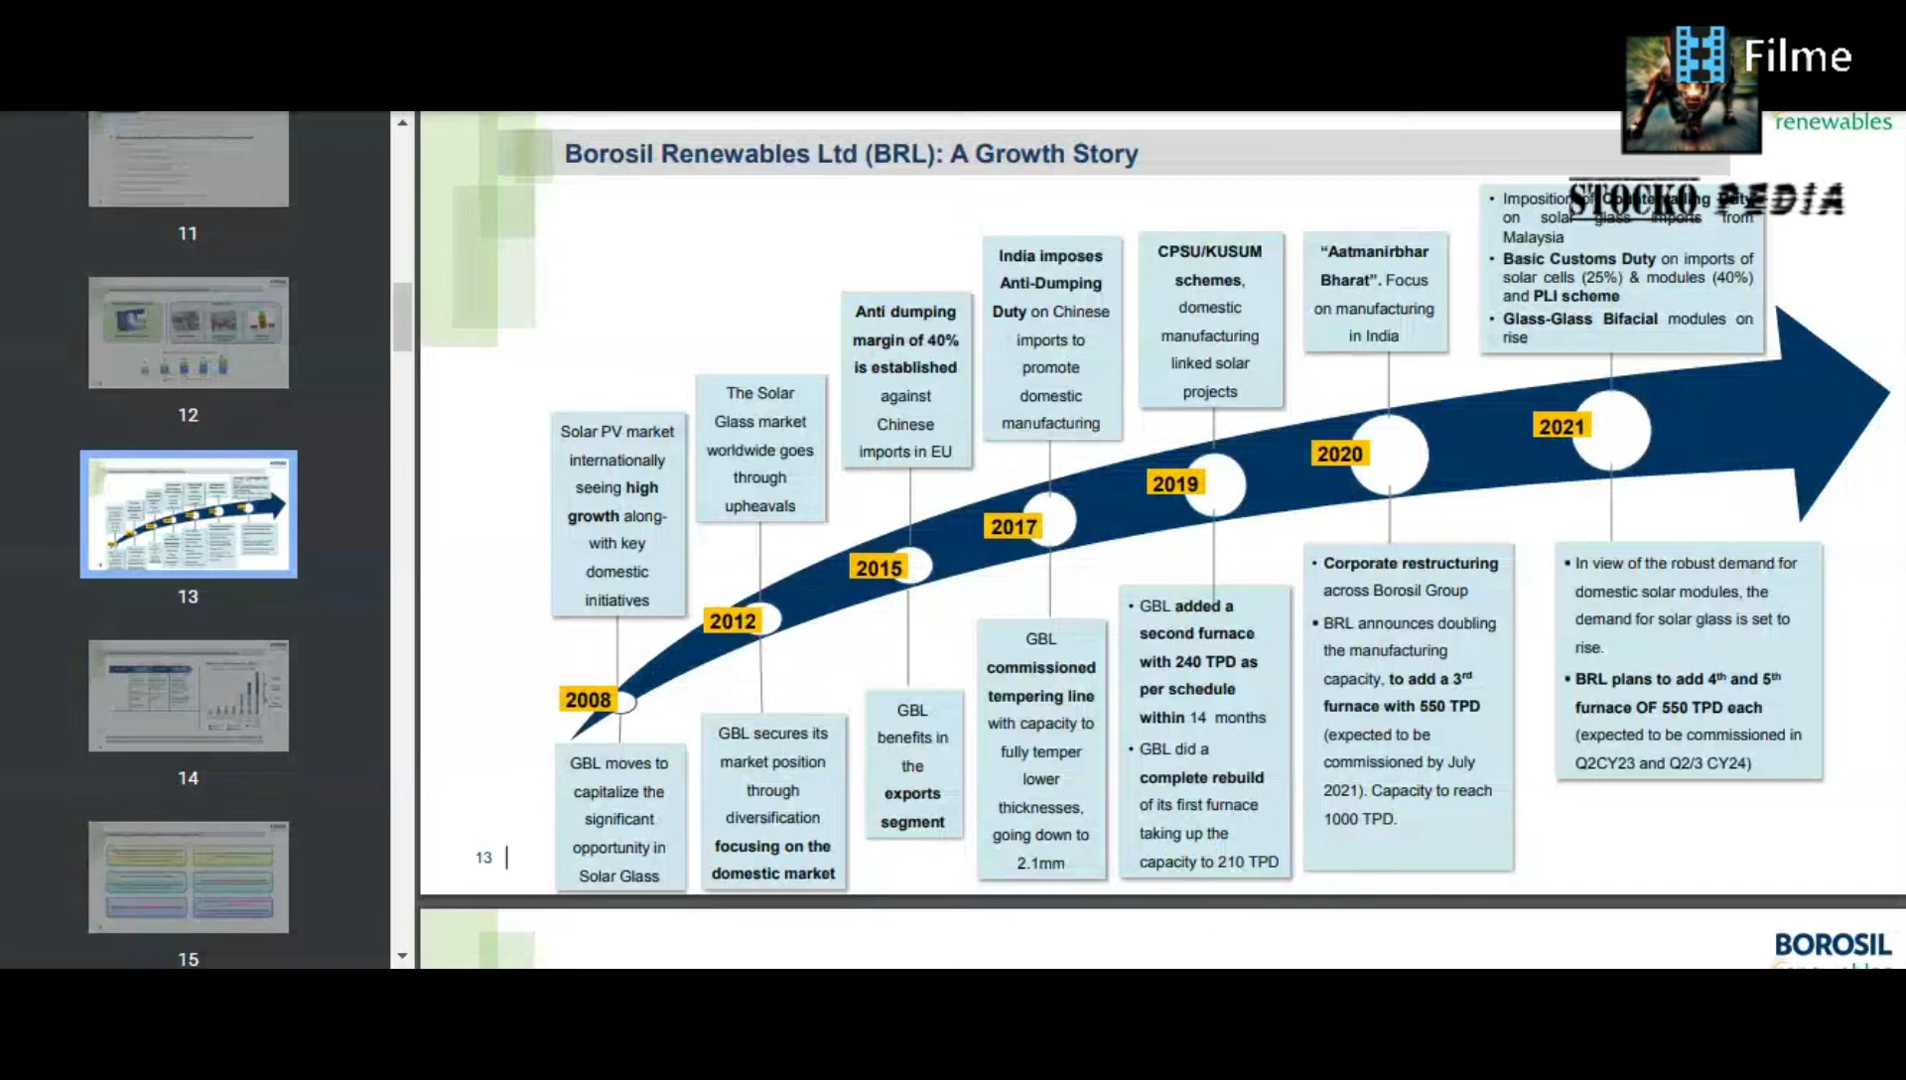 Filme
renewables
Borosil Renewables Ltd (BRL): A Growth Story
STOCKO PEDIA
11
12
13
14
15
Solar PV market
internationally
seeing high
growth along-
with key
domestic
initiatives
The Solar
Glass market
worldwide goes
through
upheavals
Anti dumping
margin of 40%
is established
against
Chinese
imports in EU
India imposes
Anti-Dumping
Duty on Chinese
imports to
promote
domestic
manufacturing
CPSU/KUSUM
schemes,
domestic
manufacturing
linked solar
projects
“Aatmanirbhar
Bharat”. Focus
on manufacturing
in India
• Imposition of Countervailing Duty
on solar glass imports from
Malaysia
• Basic Customs Duty on imports of
solar cells (25%) & modules (40%)
and PLI scheme
• Glass-Glass Bifacial modules on
rise
2008
2012
2015
2017
2019
2020
2021
GBL moves to
capitalize the
significant
opportunity in
Solar Glass
GBL secures its
market position
through
diversification
focusing on the
domestic market
GBL
benefits in
the
exports
segment
GBL
commissioned
tempering line
with capacity to
fully temper
lower
thicknesses,
going down to
2.1mm
• GBL added a
second furnace
with 240 TPD as
per schedule
within 14 months
• GBL did a
complete rebuild
of its first furnace
taking up the
capacity to 210 TPD
• Corporate restructuring
across Borosil Group
▪ BRL announces doubling
the manufacturing
capacity, to add a 3rd
furnace with 550 TPD
(expected to be
commissioned by July
2021). Capacity to reach
1000 TPD.
▪ In view of the robust demand for
domestic solar modules, the
demand for solar glass is set to
rise.
▪ BRL plans to add 4th and 5th
furnace OF 550 TPD each
(expected to be commissioned in
Q2CY23 and Q2/3 CY24)
13
BOROSIL